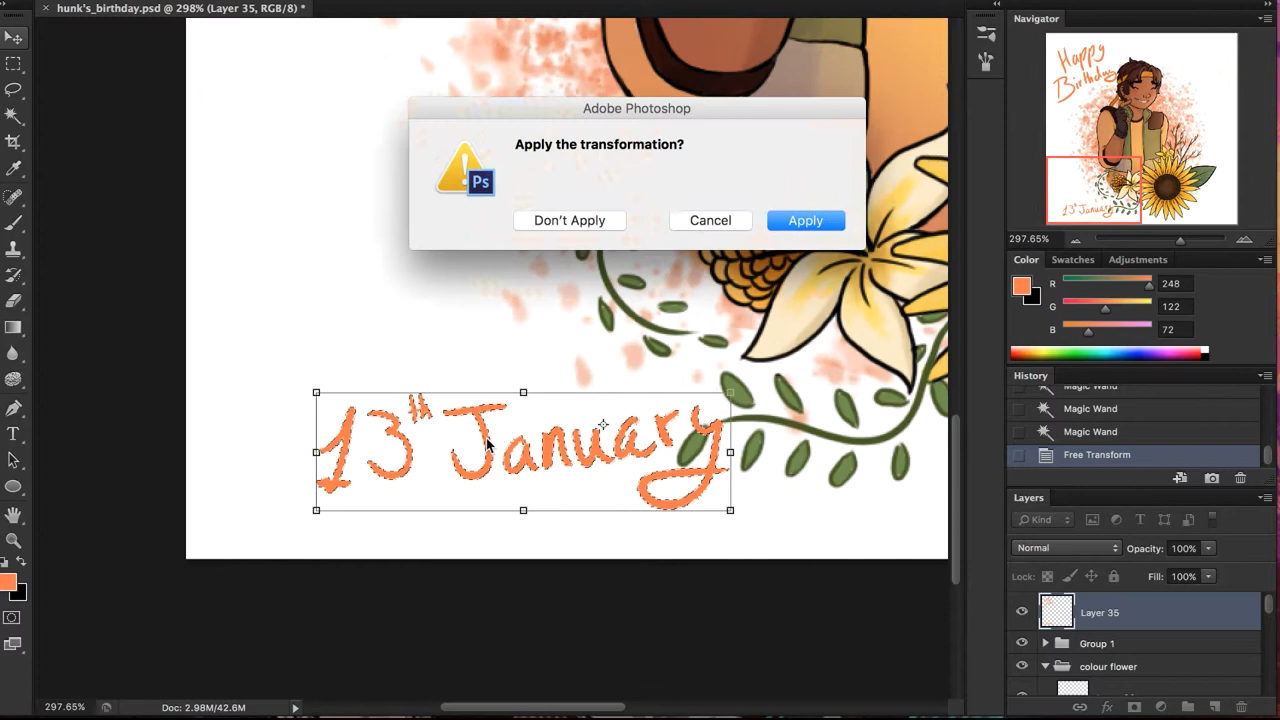 hunk's_birthday.psd @ 298% (Layer 35, RGB/8) *
Adobe Photoshop
Apply the transformation?
Ps
Don't Apply
Cancel
Apply
13th January
297.65%
Doc: 2.98M/42.6M
Navigator
Happy
Birthday
13th January
297.65%
Color
Swatches
Adjustments
R
248
G
122
B
72
History
Magic Wand
Magic Wand
Magic Wand
Free Transform
Layers
Kind
Normal
Opacity: 100%
Lock:
Fill: 100%
Layer 35
Group 1
colour flower